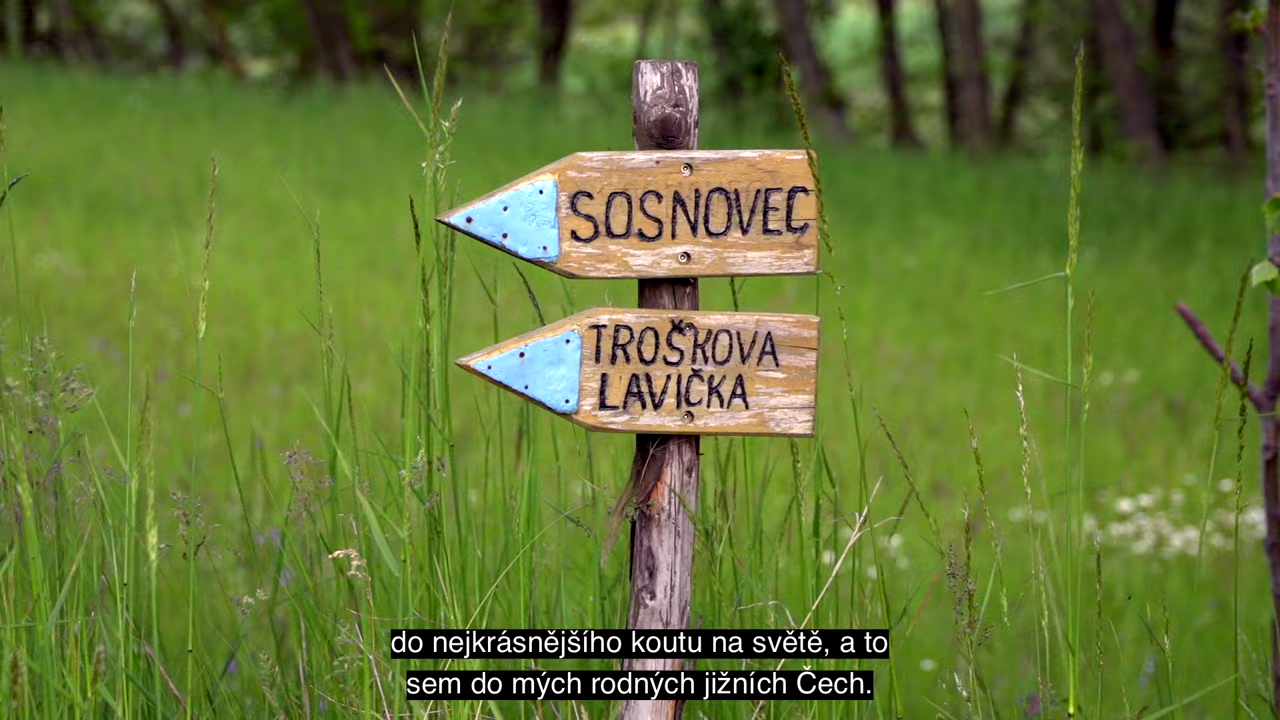 SOSNOVEC
TROŠKOVA
LAVIČKA
do nejkrásnějšího koutu na světě, a to
sem do mých rodných jižních Čech.